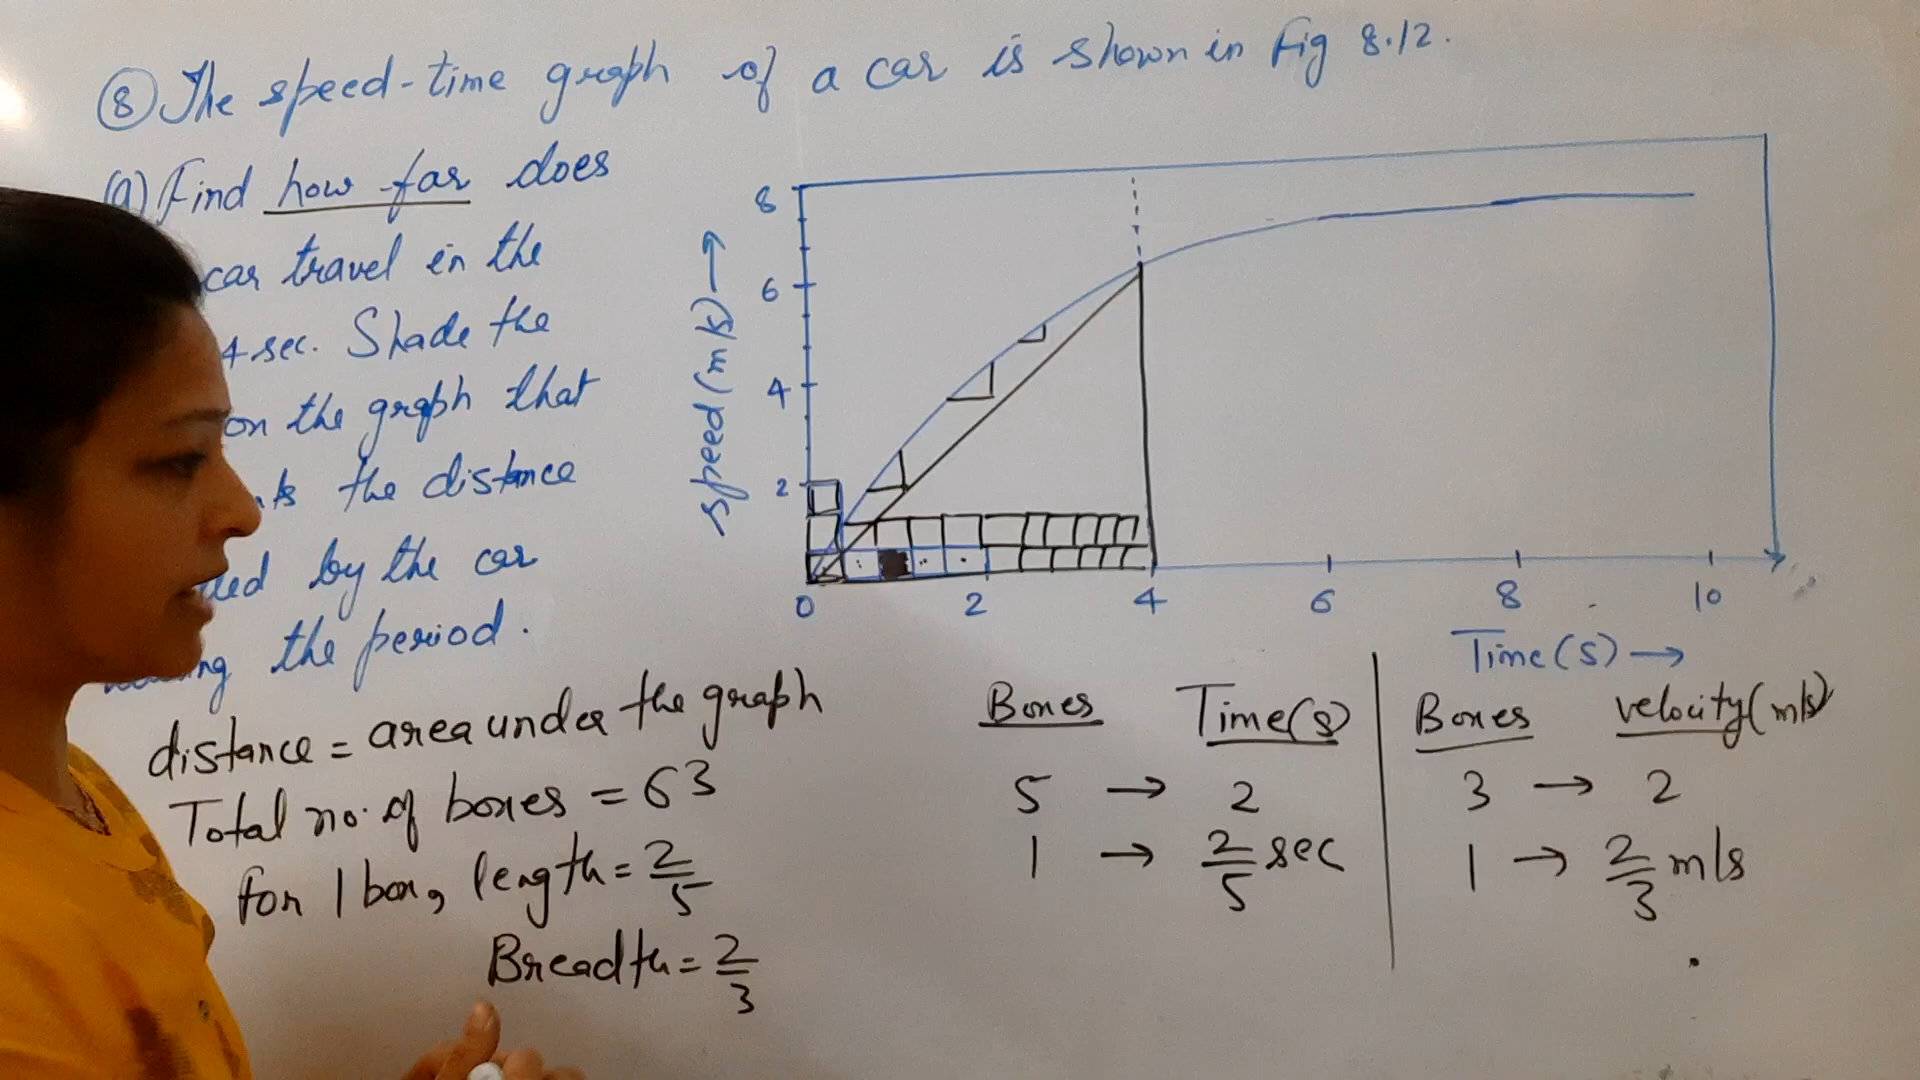 ⑧ The speed-time graph of a car is shown in Fig 8.12.
(a) Find how far does
car travel in the
4 sec. Shade the
on the graph that
the distance
by the car
the period.
distance = area under the graph
Total no. of boxes = 63
for 1 box, length = 2/5
Breadth = 2/3
speed (m/s) →
8
6
4
2
0 2 4 6 8 10
Time (s) →
Boxes Time (s)
5 → 2
1 → 2/5 sec
Boxes velocity (m/s)
3 → 2
1 → 2/3 m/s